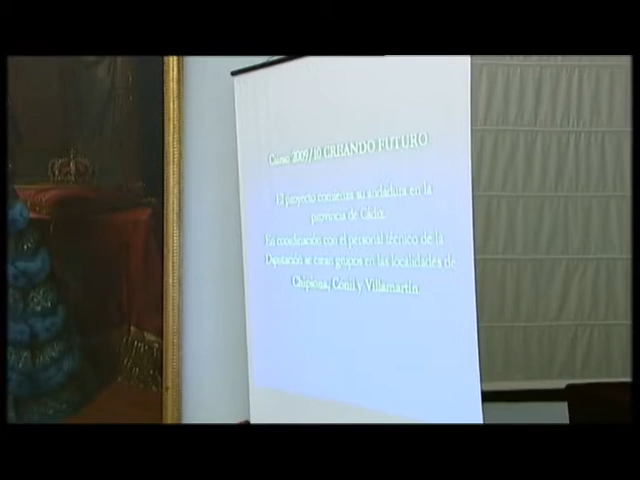 Curso 2009/10 CREANDO FUTURO
El proyecto comienza su andadura en la
provincia de Cádiz.
En coordinación con el personal técnico de la
Diputación se crean grupos en las localidades de
Chipiona, Conil y Villamartín.